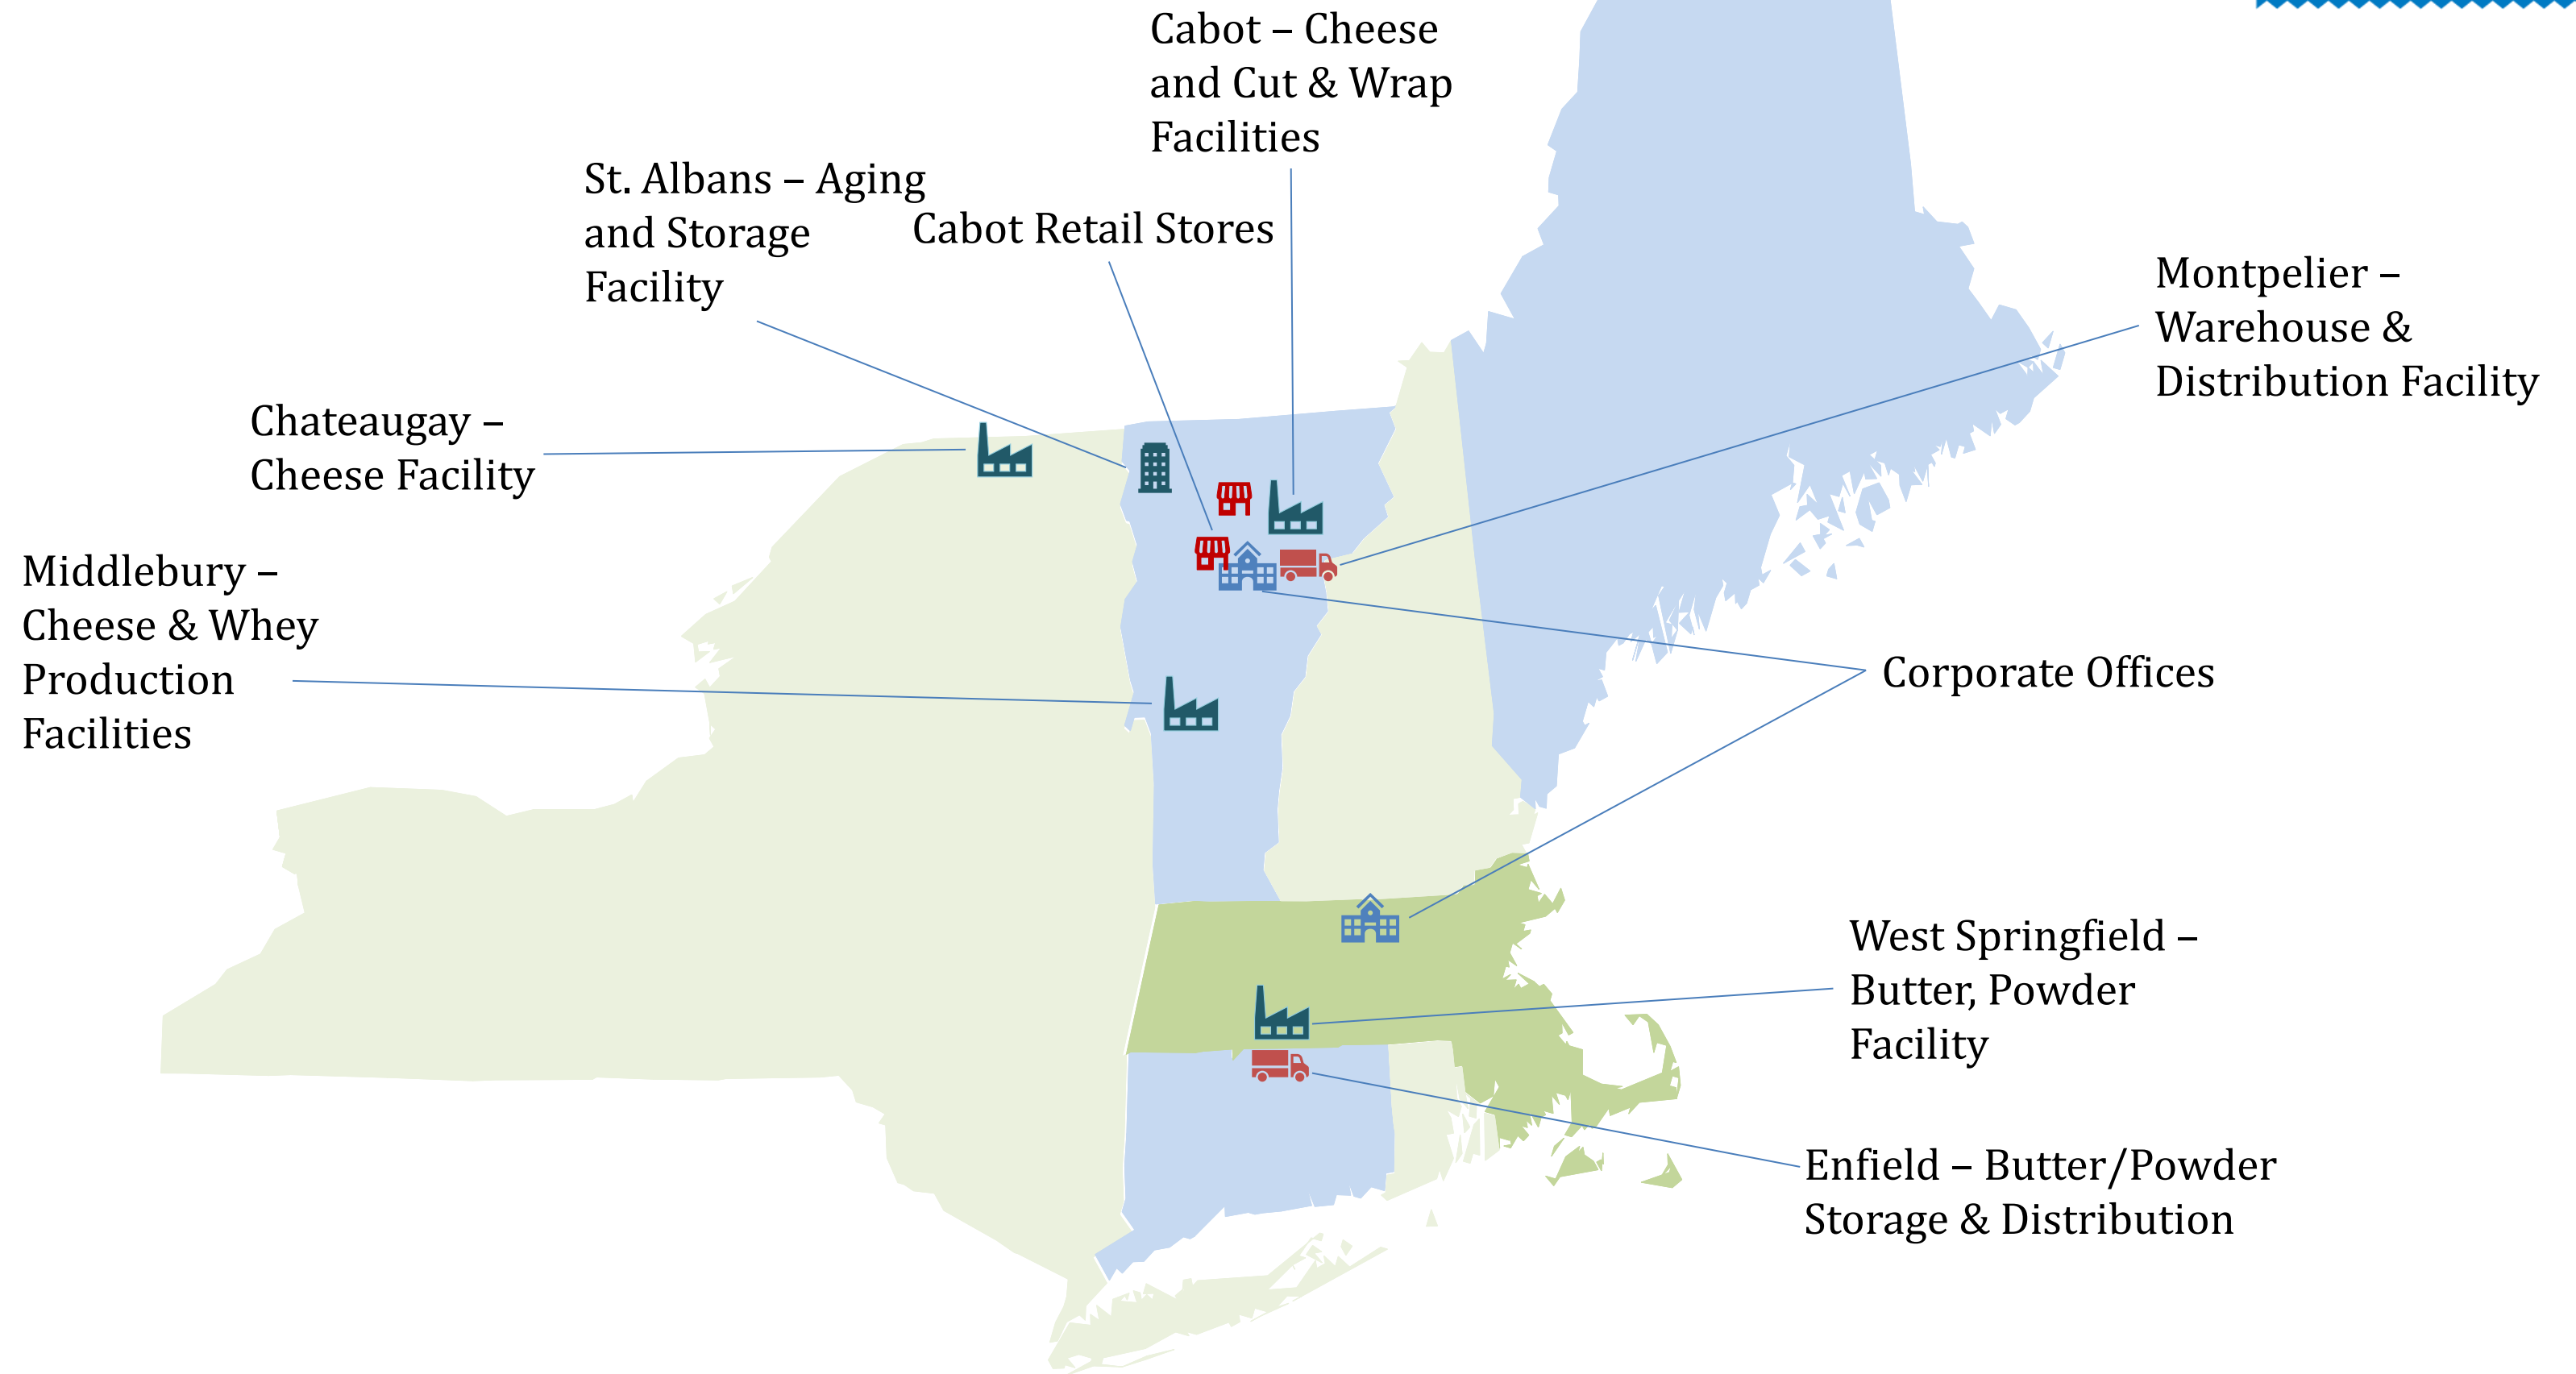 Cabot – Cheese
and Cut & Wrap
Facilities
St. Albans – Aging
and Storage
Facility
Cabot Retail Stores
Montpelier –
Warehouse &
Distribution Facility
Chateaugay –
Cheese Facility
Middlebury –
Cheese & Whey
Production
Facilities
Corporate Offices
West Springfield –
Butter, Powder
Facility
Enfield – Butter/Powder
Storage & Distribution